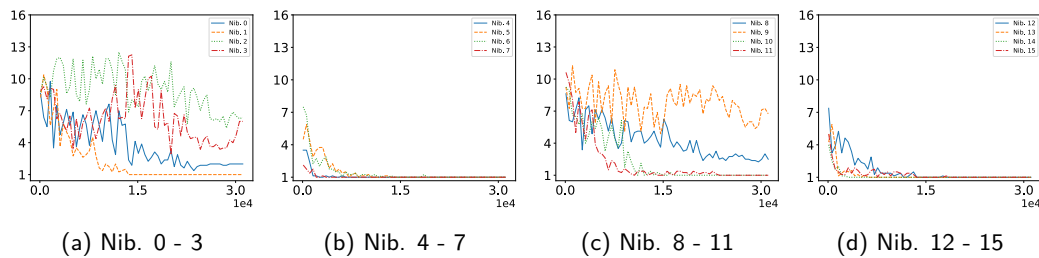 16
13
10
7
4
1
0.0
1.5
3.0
1e4
Nib. 0
Nib. 1
Nib. 2
Nib. 3
(a) Nib. 0 - 3
16
13
10
7
4
1
0.0
1.5
3.0
1e4
Nib. 4
Nib. 5
Nib. 6
Nib. 7
(b) Nib. 4 - 7
16
13
10
7
4
1
0.0
1.5
3.0
1e4
Nib. 8
Nib. 9
Nib. 10
Nib. 11
(c) Nib. 8 - 11
16
13
10
7
4
1
0.0
1.5
3.0
1e4
Nib. 12
Nib. 13
Nib. 14
Nib. 15
(d) Nib. 12 - 15